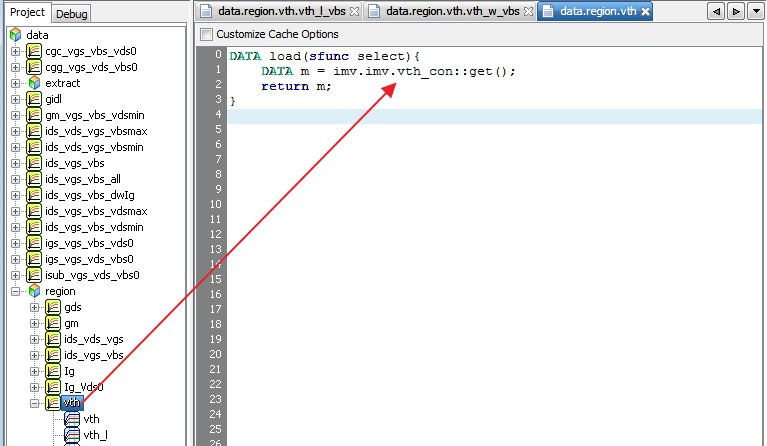 Project
Debug
data
cgc_vgs_vbs_vds0
cgg_vgs_vds_vbs0
extract
gidl
gm_vgs_vbs_vdsmin
ids_vds_vgs_vbsmax
ids_vds_vgs_vbsmin
ids_vgs_vbs
ids_vgs_vbs_all
ids_vgs_vbs_dwIg
ids_vgs_vbs_vdsmax
ids_vgs_vbs_vdsmin
igs_vgs_vbs_vds0
igs_vgs_vds_vbs0
isub_vgs_vds_vbs0
region
gds
gm
ids_vds_vgs
ids_vgs_vbs
Ig
Ig_Vds0
vth
vth
vth_l
data.region.vth.vth_l_vbs
data.region.vth.vth_w_vbs
data.region.vth
Customize Cache Options
0 DATA load(sfunc select){
1 DATA m = imv.imv.vth_con::get();
2 return m;
3 }
4
5
6
7
8
9
10
11
12
13
14
15
16
17
18
19
20
21
22
23
24
25
26